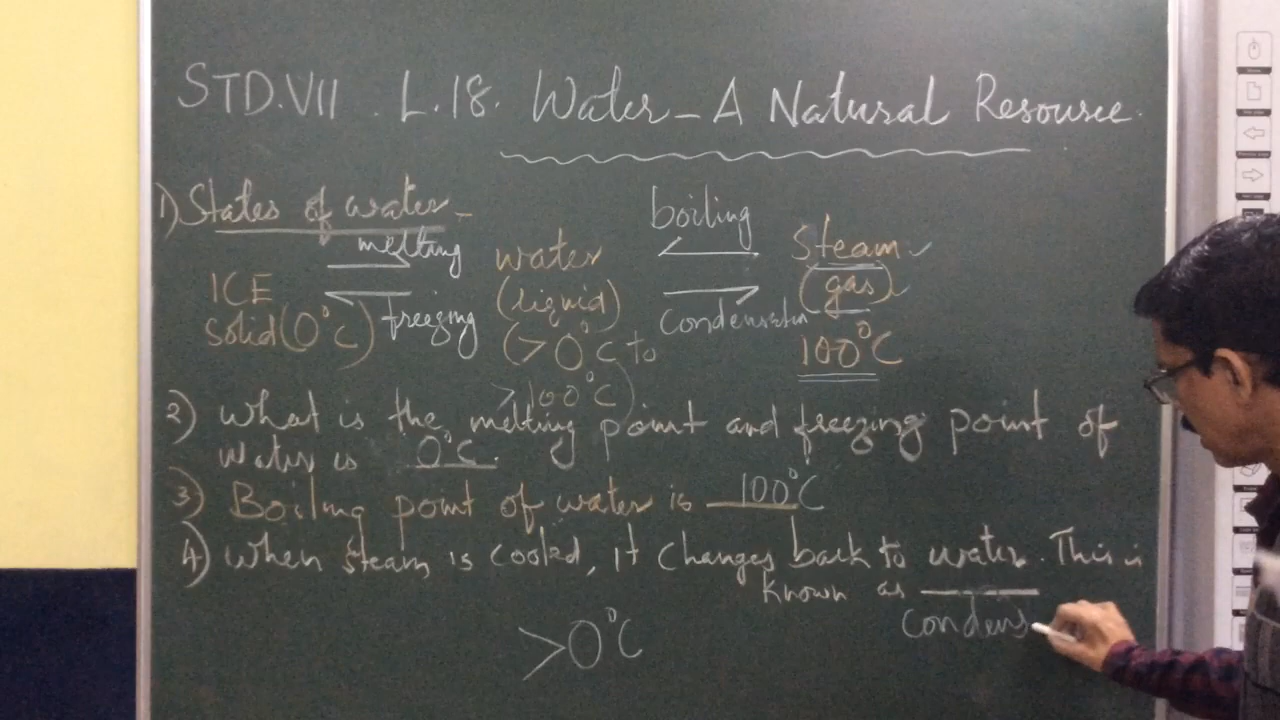 STD.VII . L.18. Water - A Natural Resource.
1) States of water -
melting
boiling
ICE
water
Steam
solid (0°C)
(liquid)
(gas)
freezing
condensation
(>0°C to
>100°C)
100°C
2) What is the melting point and freezing point of
water is 0°C.
3) Boiling point of water is 100°C
4) When steam is cooled, it changes back to water. This is
known as ____
condens
>0°C